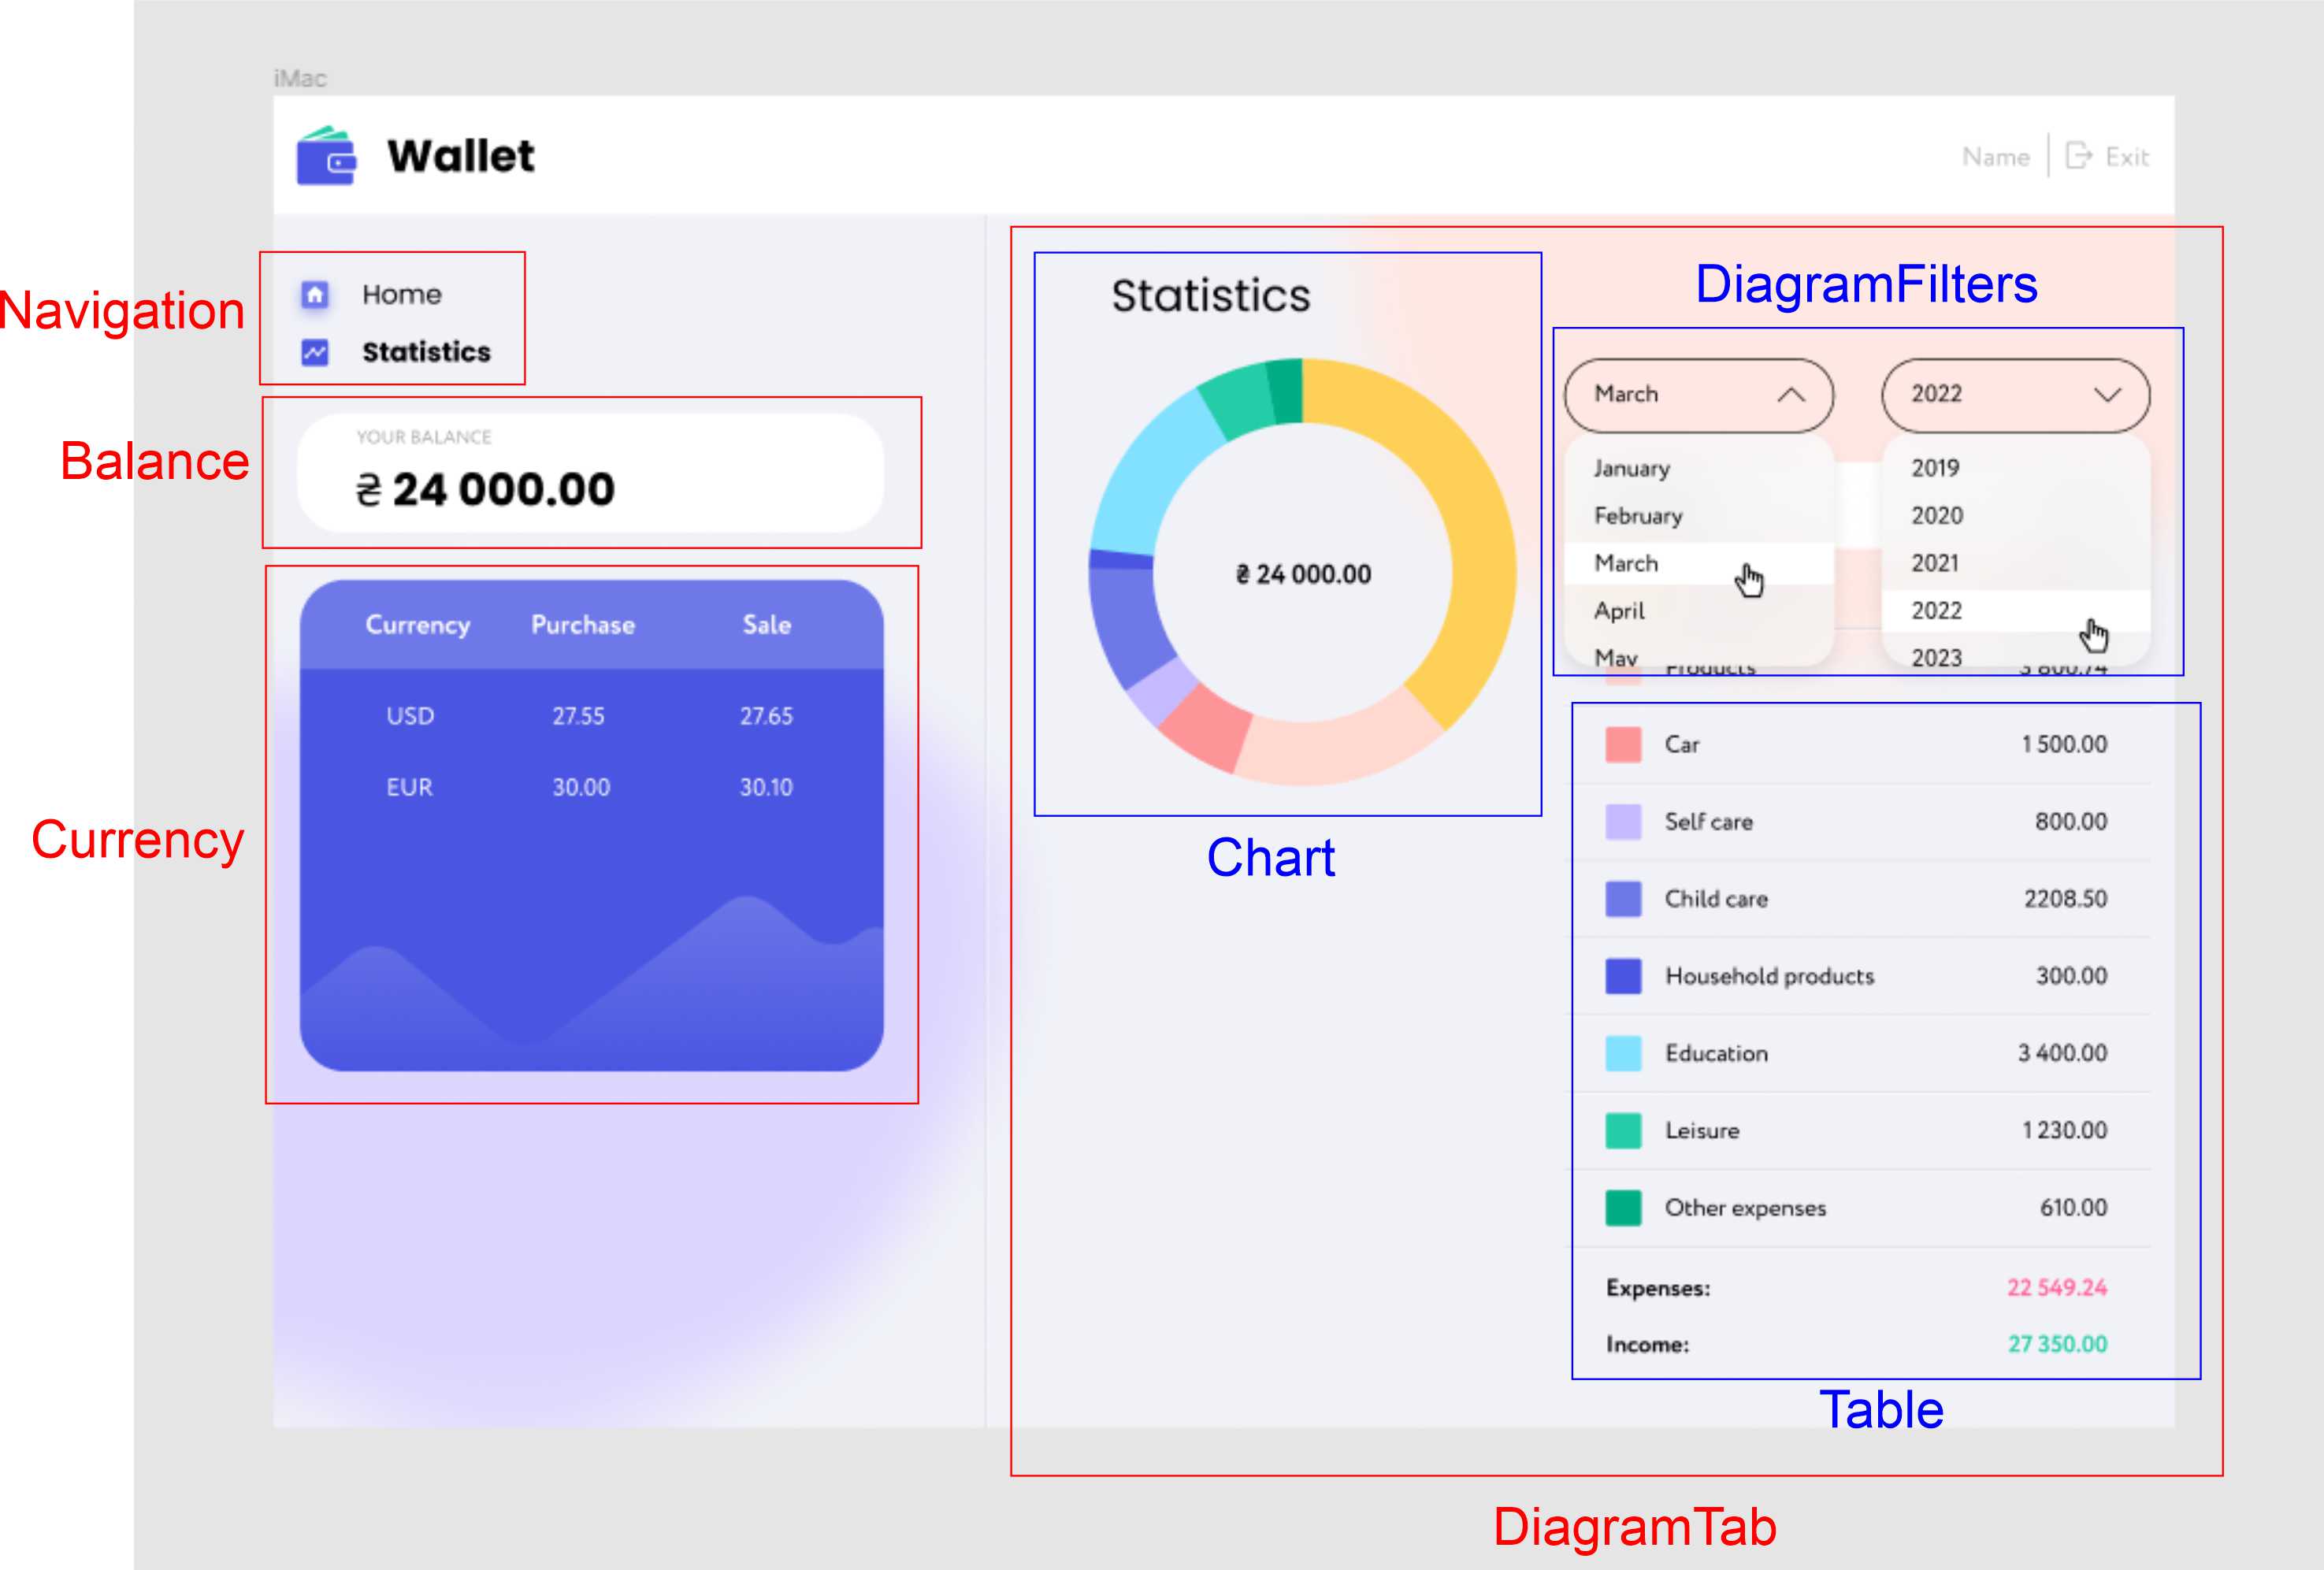 iMac
Wallet
Name
Exit
Navigation
Home
Statistics
Balance
YOUR BALANCE
₴ 24 000.00
Currency
Currency Purchase Sale
USD 27.55 27.65
EUR 30.00 30.10
Statistics
₴ 24 000.00
Chart
DiagramFilters
March
January
February
March
April
May
2022
2019
2020
2021
2022
2023
Products 3 800.74
Car 1 500.00
Self care 800.00
Child care 2208.50
Household products 300.00
Education 3 400.00
Leisure 1 230.00
Other expenses 610.00
Expenses: 22 549.24
Income: 27 350.00
Table
DiagramTab